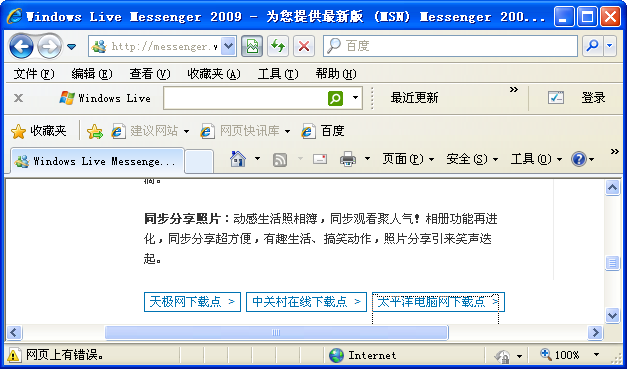 Windows Live Messenger 2009 - 为您提供最新版 (MSN) Messenger 200...
http://messenger.
百度
文件(F) 编辑(E) 查看(V) 收藏夹(A) 工具(T) 帮助(H)
x Windows Live 最近更新 » 登录
收藏夹 建议网站 网页快讯库 百度
Windows Live Messenge... 页面(P) 安全(S) 工具(O) »
同步分享照片：动感生活照相簿，同步观看聚人气！相册功能再进
化，同步分享超方便，有趣生活、搞笑动作，照片分享引来笑声迭
起。
天极网下载点 > 中关村在线下载点 > 太平洋电脑网下载点 >
网页上有错误。 Internet 100%